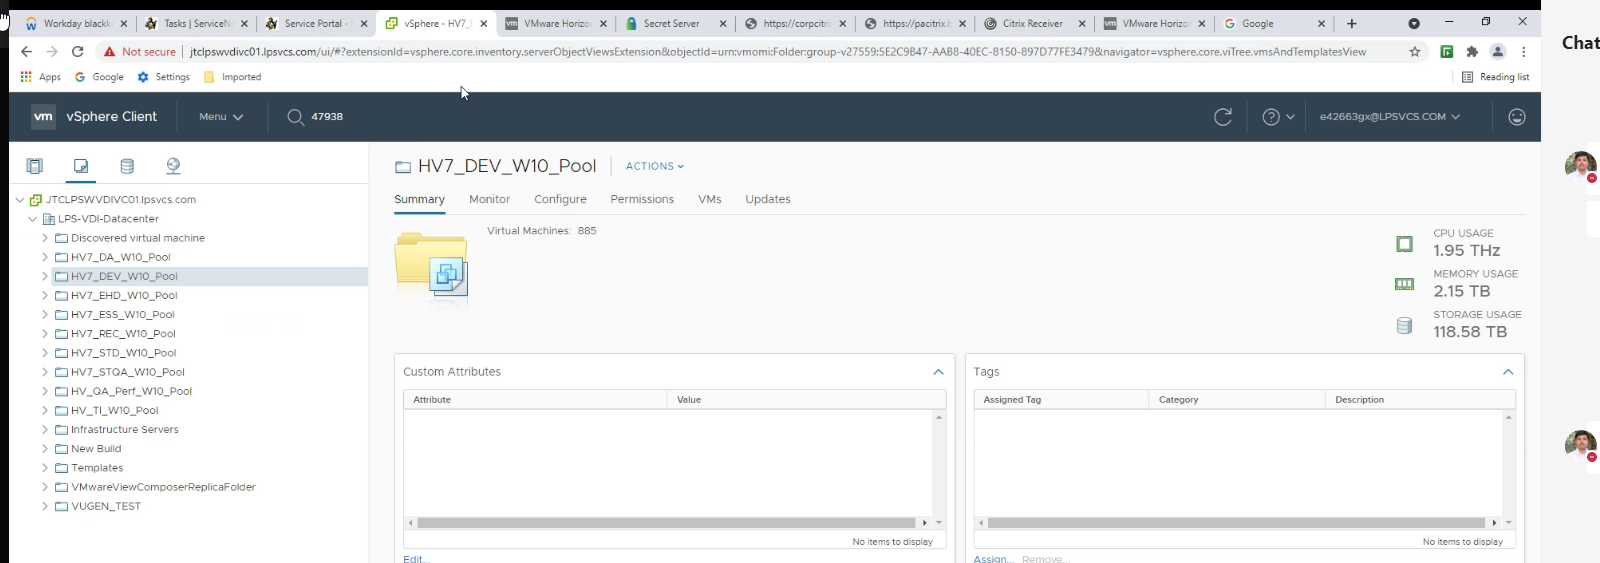 Workday blackk
Tasks | ServiceN
Service Portal - S
vSphere - HV7_D
VMware Horizon
Secret Server
https://corpcitri
https://pacitrix.l
Citrix Receiver
VMware Horizon
Google
Not secure
jtclpswvdivc01.lpsvcs.com/ui/#?extensionId=vsphere.core.inventory.serverObjectViewsExtension&objectId=urn:vmomi:Folder:group-v27559:5E2C9B47-AAB8-40EC-8150-897D77FE3479&navigator=vsphere.core.viTree.vmsAndTemplatesView
Apps
Google
Settings
Imported
Reading list
Chat
vm vSphere Client
Menu
47938
e42663gx@LPSVCS.COM
JTCLPSWVDIVC01.lpsvcs.com
LPS-VDI-Datacenter
Discovered virtual machine
HV7_DA_W10_Pool
HV7_DEV_W10_Pool
HV7_EHD_W10_Pool
HV7_ESS_W10_Pool
HV7_REC_W10_Pool
HV7_STD_W10_Pool
HV7_STQA_W10_Pool
HV_QA_Perf_W10_Pool
HV_TI_W10_Pool
Infrastructure Servers
New Build
Templates
VMwareViewComposerReplicaFolder
VUGEN_TEST
HV7_DEV_W10_Pool
ACTIONS
Summary Monitor Configure Permissions VMs Updates
Virtual Machines: 885
CPU USAGE
1.95 THz
MEMORY USAGE
2.15 TB
STORAGE USAGE
118.58 TB
Custom Attributes
Attribute Value
No items to display
Edit...
Tags
Assigned Tag Category Description
No items to display
Assign... Remove...